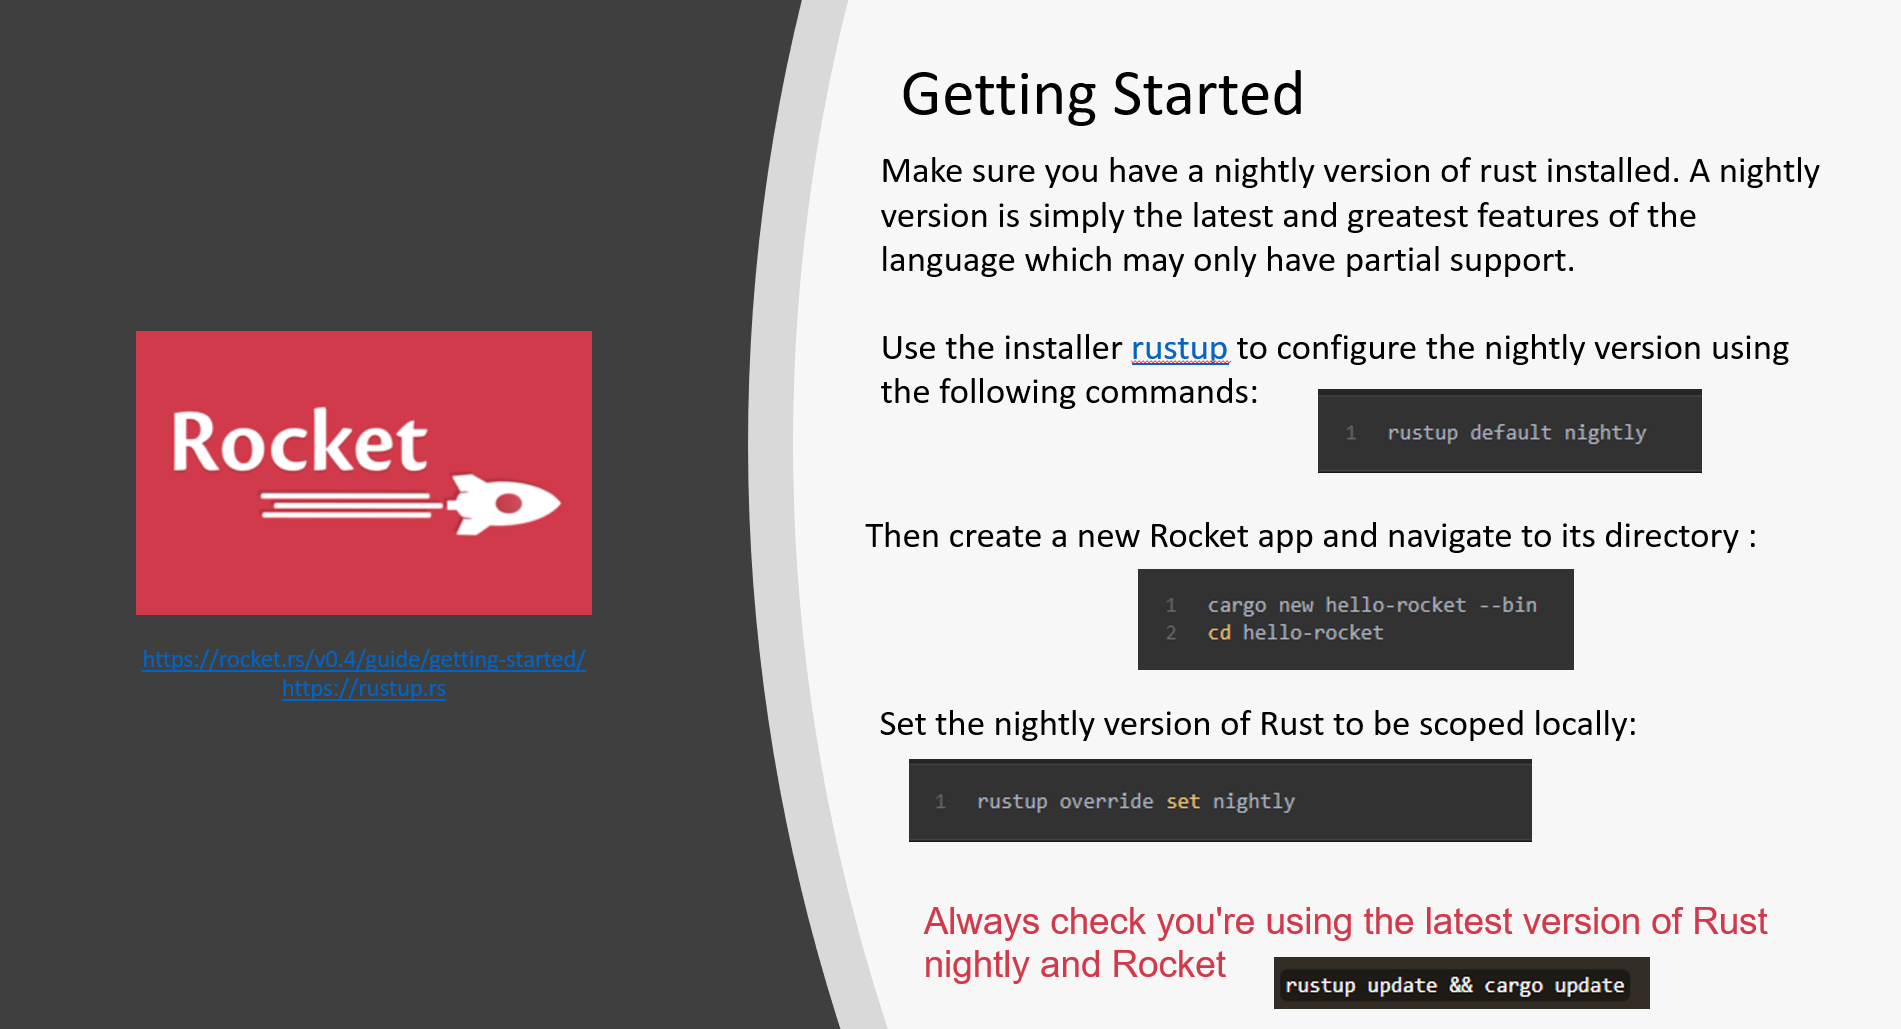 Getting Started
Make sure you have a nightly version of rust installed. A nightly
version is simply the latest and greatest features of the
language which may only have partial support.
Use the installer rustup to configure the nightly version using
the following commands:
1 rustup default nightly
Then create a new Rocket app and navigate to its directory :
1 cargo new hello-rocket --bin
2 cd hello-rocket
Set the nightly version of Rust to be scoped locally:
1 rustup override set nightly
Always check you're using the latest version of Rust
nightly and Rocket
rustup update && cargo update
Rocket
https://rocket.rs/v0.4/guide/getting-started/
https://rustup.rs